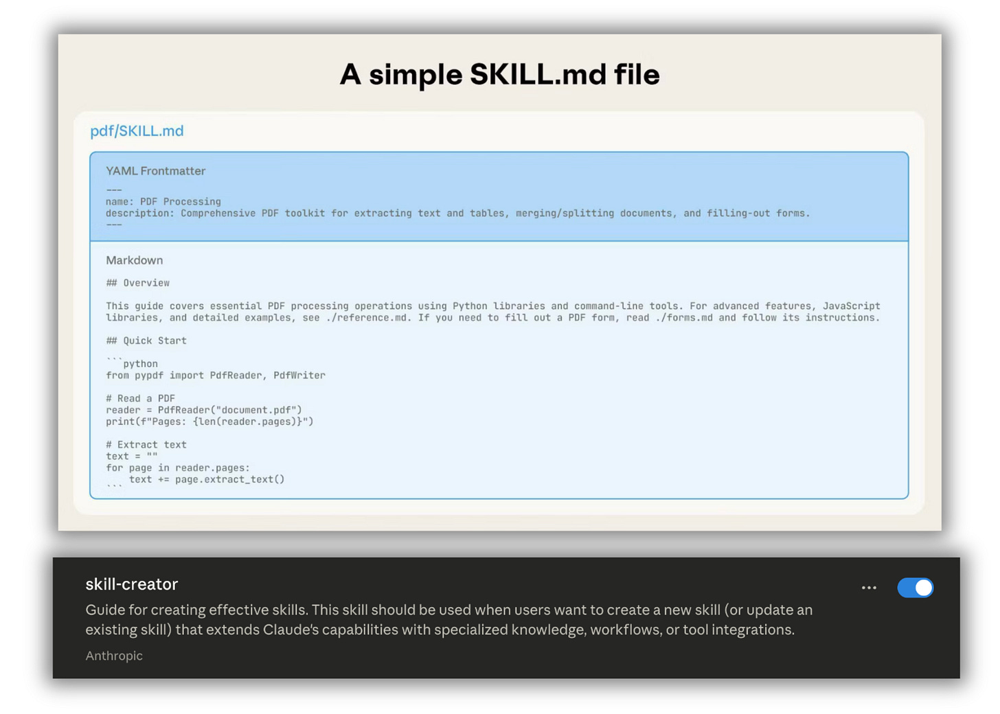 A simple SKILL.md file
pdf/SKILL.md
YAML Frontmatter
---
name: PDF Processing
description: Comprehensive PDF toolkit for extracting text and tables, merging/splitting documents, and filling-out forms.
---
Markdown
## Overview
This guide covers essential PDF processing operations using Python libraries and command-line tools. For advanced features, JavaScript
libraries, and detailed examples, see ./reference.md. If you need to fill out a PDF form, read ./forms.md and follow its instructions.
## Quick Start
```python
from pypdf import PdfReader, PdfWriter
# Read a PDF
reader = PdfReader("document.pdf")
print(f"Pages: {len(reader.pages)}")
# Extract text
text = ""
for page in reader.pages:
    text += page.extract_text()
```
skill-creator
Guide for creating effective skills. This skill should be used when users want to create a new skill (or update an
existing skill) that extends Claude's capabilities with specialized knowledge, workflows, or tool integrations.
Anthropic